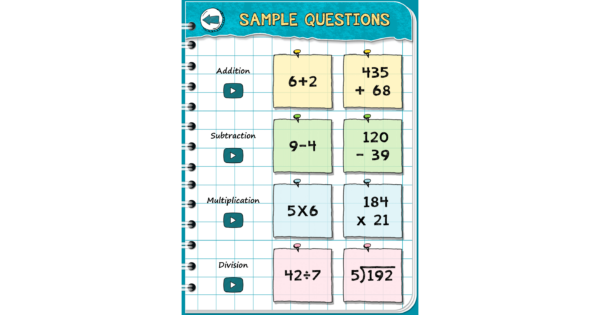 SAMPLE QUESTIONS
Addition
6+2
435
+ 68
Subtraction
9-4
120
- 39
Multiplication
5X6
184
x 21
Division
42÷7
5)192